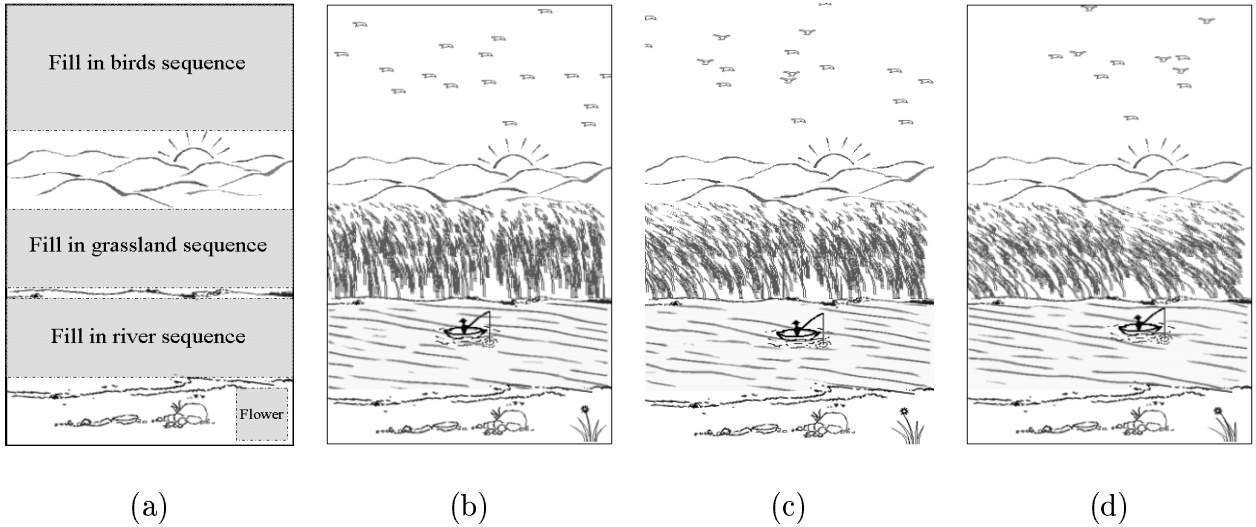 Fill in birds sequence
Fill in grassland sequence
Fill in river sequence
Flower
(a)
(b)
(c)
(d)